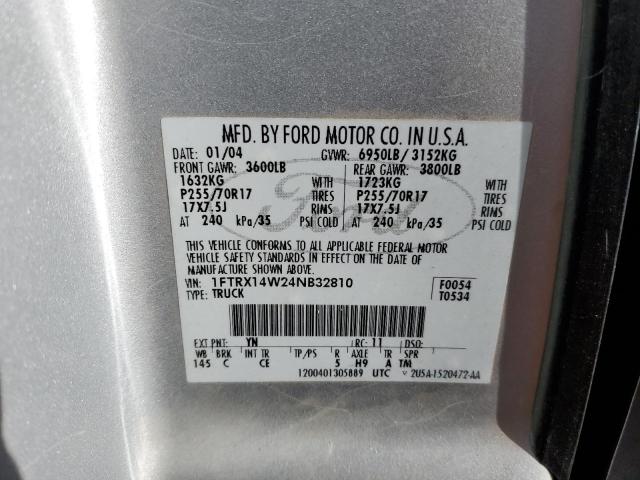 MFD. BY FORD MOTOR CO. IN U.S.A.
DATE: 01/04 GVWR: 6950LB/ 3152KG
FRONT GAWR: 3600LB REAR GAWR: 3800LB
1632KG WITH 1723KG WITH
P255/70R17 TIRES P255/70R17 TIRES
17X7.5J RIMS 17X7.5J RIMS
AT 240 kPa/35 PSI COLD AT 240 kPa/35 PSI COLD
Ford
THIS VEHICLE CONFORMS TO ALL APPLICABLE FEDERAL MOTOR
VEHICLE SAFETY STANDARDS IN EFFECT ON THE DATE OF
MANUFACTURE SHOWN ABOVE.
VIN: 1FTRX14W24NB32810 F0054
TYPE: TRUCK T0534
EXT PNT: YN RC: 11 DSO:
WB BRK INT TR TP/PS R AXLE TR SPR
145 C CE 5 H9 A TM
1200401305889 UTC V 2U5A-1520472-AA